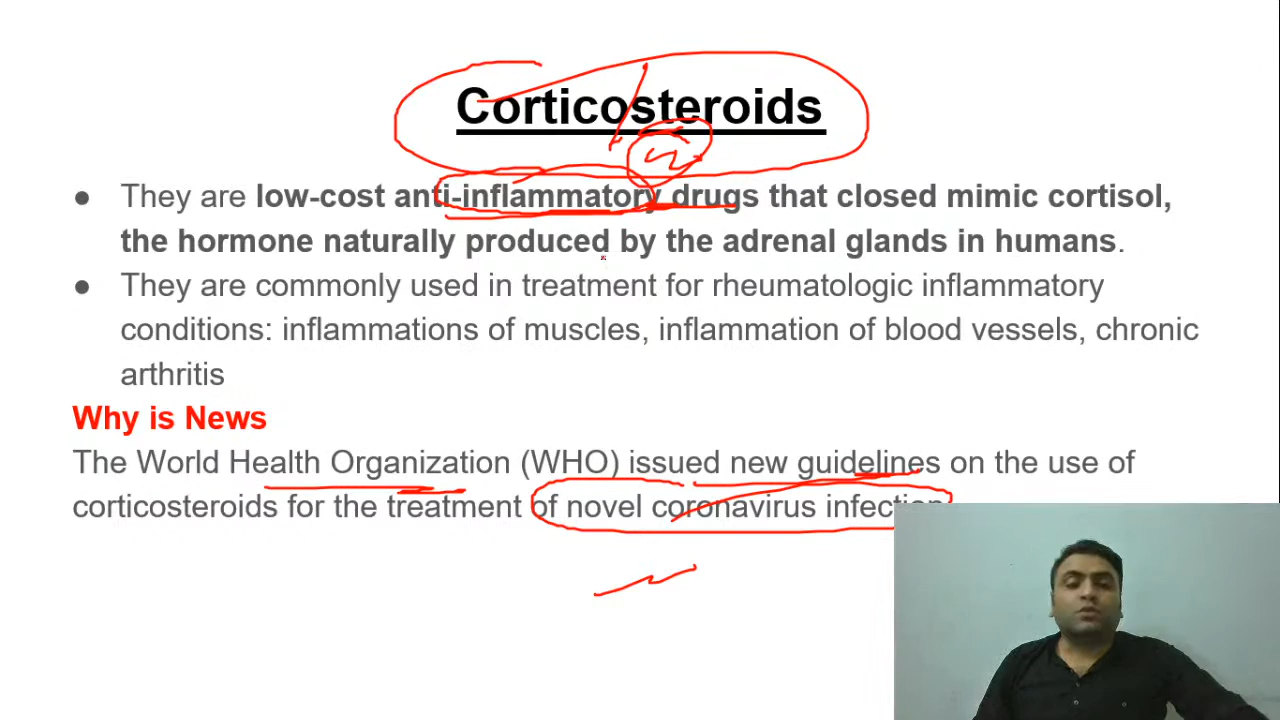 Corticosteroids
● They are low-cost anti-inflammatory drugs that closed mimic cortisol,
the hormone naturally produced by the adrenal glands in humans.
● They are commonly used in treatment for rheumatologic inflammatory
conditions: inflammations of muscles, inflammation of blood vessels, chronic
arthritis
Why is News
The World Health Organization (WHO) issued new guidelines on the use of
corticosteroids for the treatment of novel coronavirus infection